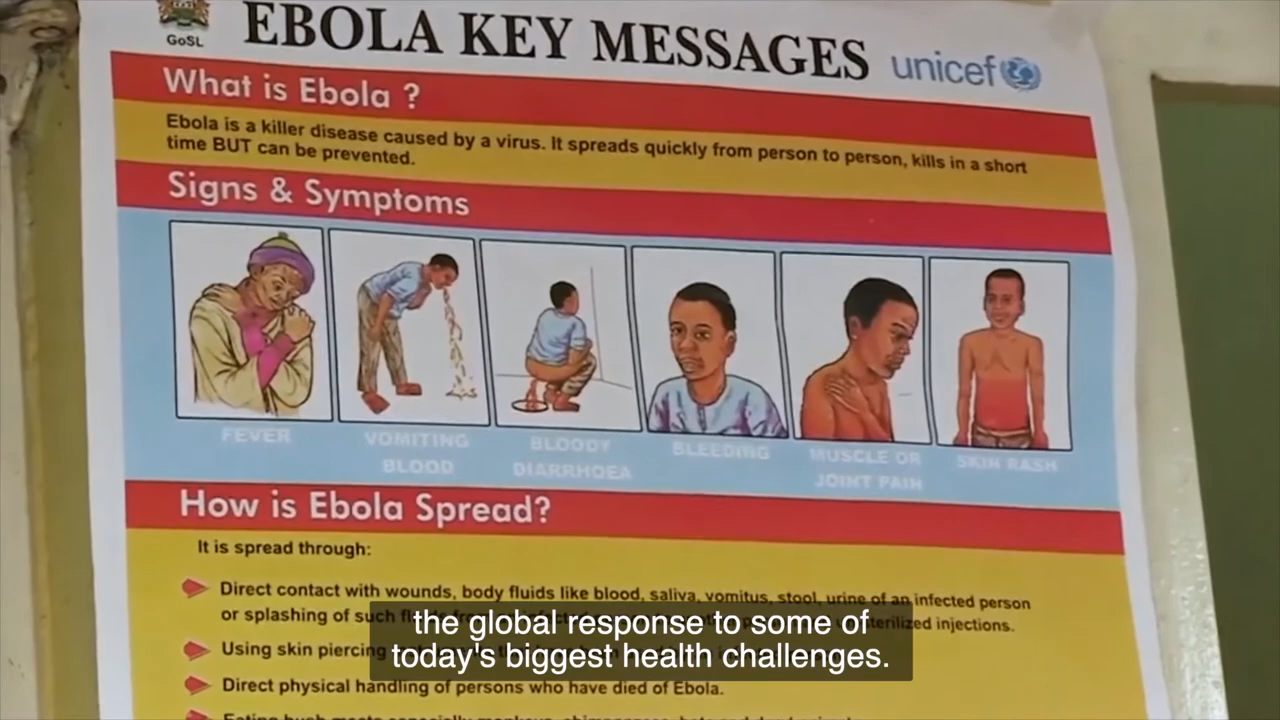 GoSL
EBOLA KEY MESSAGES
unicef
What is Ebola ?
Ebola is a killer disease caused by a virus. It spreads quickly from person to person, kills in a short
time BUT can be prevented.
Signs & Symptoms
FEVER
VOMITING
BLOOD
BLOODY
DIARRHOEA
BLEEDING
MUSCLE OR
JOINT PAIN
SKIN RASH
How is Ebola Spread?
It is spread through:
Direct contact with wounds, body fluids like blood, saliva, vomitus, stool, urine of an infected person
or splashing of such sterilized injections.
Using skin piercing
Direct physical handling of persons who have died of Ebola.
the global response to some of
today's biggest health challenges.